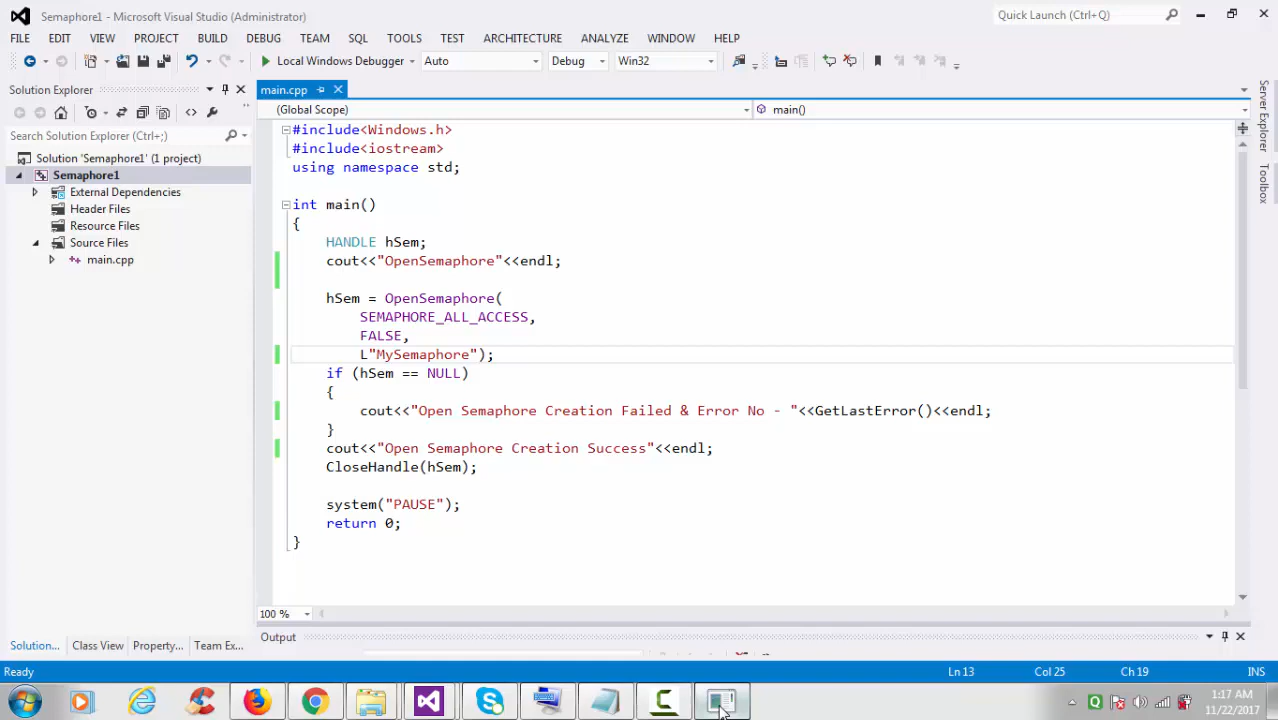 Semaphore1 - Microsoft Visual Studio (Administrator)
Quick Launch (Ctrl+Q)
FILE EDIT VIEW PROJECT BUILD DEBUG TEAM SQL TOOLS TEST ARCHITECTURE ANALYZE WINDOW HELP
Local Windows Debugger Auto Debug Win32
Solution Explorer
main.cpp
(Global Scope)
main()
Search Solution Explorer (Ctrl+;)
Solution 'Semaphore1' (1 project)
Semaphore1
External Dependencies
Header Files
Resource Files
Source Files
main.cpp
#include<Windows.h>
#include<iostream>
using namespace std;
int main()
{
HANDLE hSem;
cout<<"OpenSemaphore"<<endl;
hSem = OpenSemaphore(
SEMAPHORE_ALL_ACCESS,
FALSE,
L"MySemaphore");
if (hSem == NULL)
{
cout<<"Open Semaphore Creation Failed & Error No - "<<GetLastError()<<endl;
}
cout<<"Open Semaphore Creation Success"<<endl;
CloseHandle(hSem);
system("PAUSE");
return 0;
}
Server Explorer
Toolbox
100 %
Output
Solution... Class View Property... Team Ex...
Ready
Ln 13 Col 25 Ch 19 INS
1:17 AM
11/22/2017